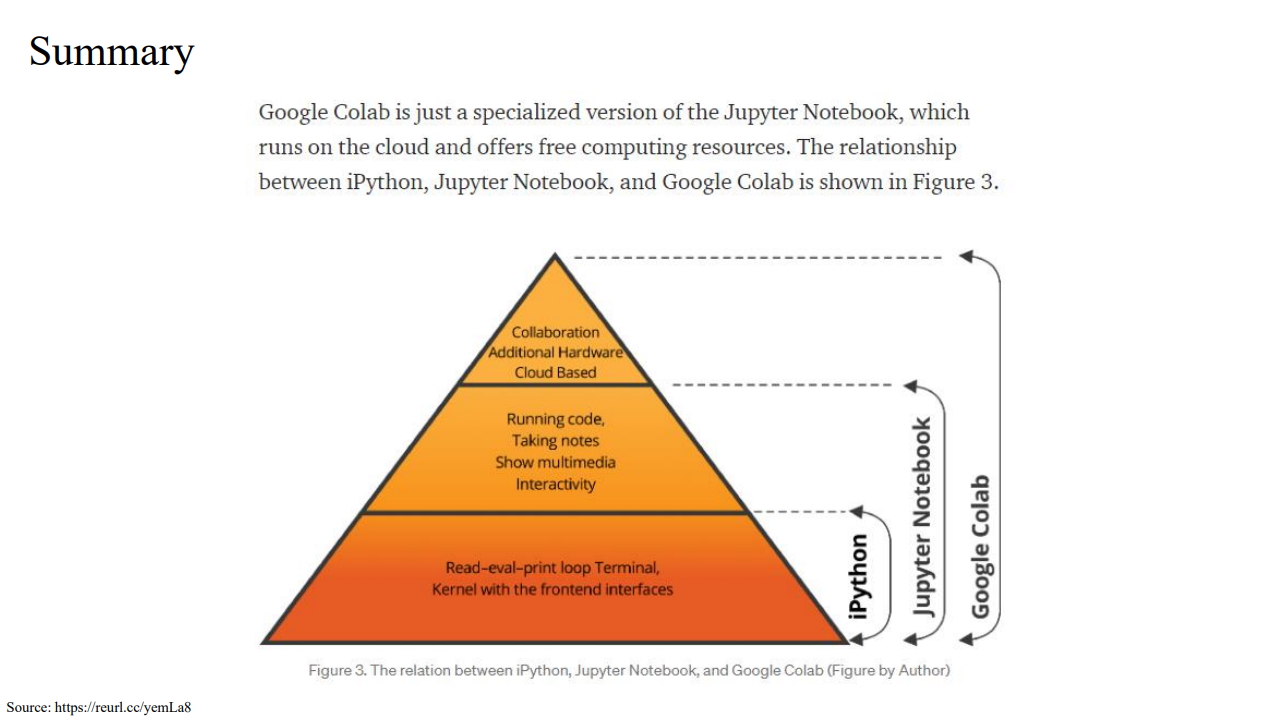 Summary
Google Colab is just a specialized version of the Jupyter Notebook, which
runs on the cloud and offers free computing resources. The relationship
between iPython, Jupyter Notebook, and Google Colab is shown in Figure 3.
Collaboration
Additional Hardware
Cloud Based
Running code,
Taking notes
Show multimedia
Interactivity
Read–eval–print loop Terminal,
Kernel with the frontend interfaces
iPython
Jupyter Notebook
Google Colab
Figure 3. The relation between iPython, Jupyter Notebook, and Google Colab (Figure by Author)
Source: https://reurl.cc/yemLa8